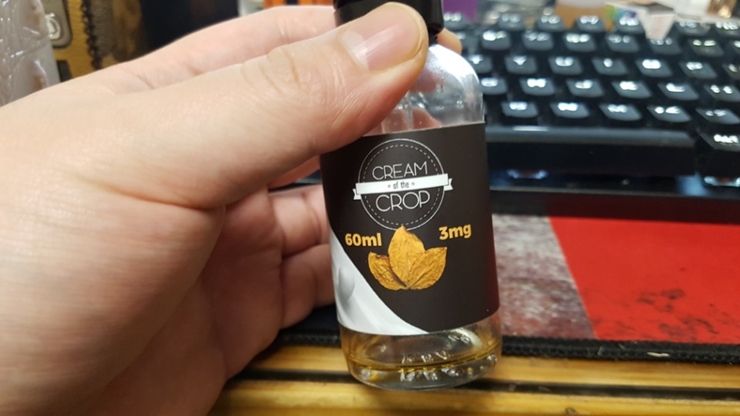 CREAM
of the
CROP
60ml 3mg